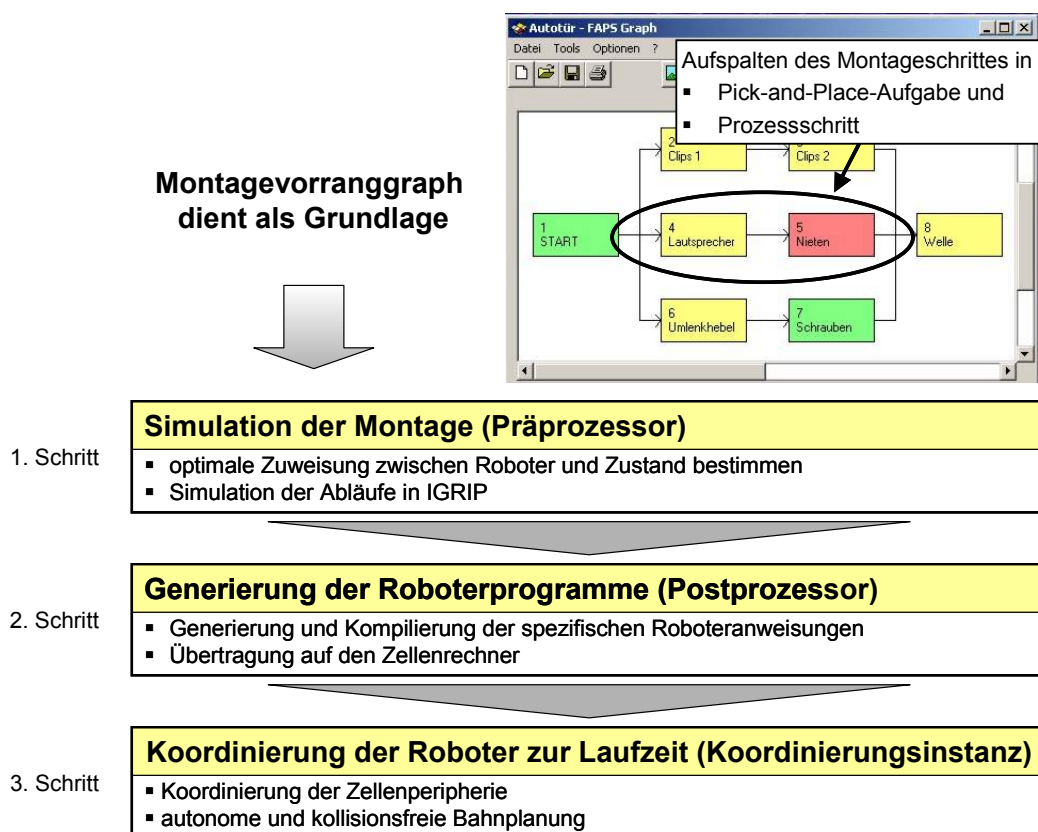 Autotür - FAPS Graph
Datei Tools Optionen ?
Aufspalten des Montageschrittes in
▪ Pick-and-Place-Aufgabe und
▪ Prozessschritt
2
Clips 1
Clips 2
Montagevorranggraph
dient als Grundlage
1
START
4
Lautsprecher
5
Nieten
8
Welle
6
Umlenkhebel
7
Schrauben
Simulation der Montage (Präprozessor)
1. Schritt
▪ optimale Zuweisung zwischen Roboter und Zustand bestimmen
▪ Simulation der Abläufe in IGRIP
Generierung der Roboterprogramme (Postprozessor)
2. Schritt
▪ Generierung und Kompilierung der spezifischen Roboteranweisungen
▪ Übertragung auf den Zellenrechner
Koordinierung der Roboter zur Laufzeit (Koordinierungsinstanz)
3. Schritt
▪ Koordinierung der Zellenperipherie
▪ autonome und kollisionsfreie Bahnplanung